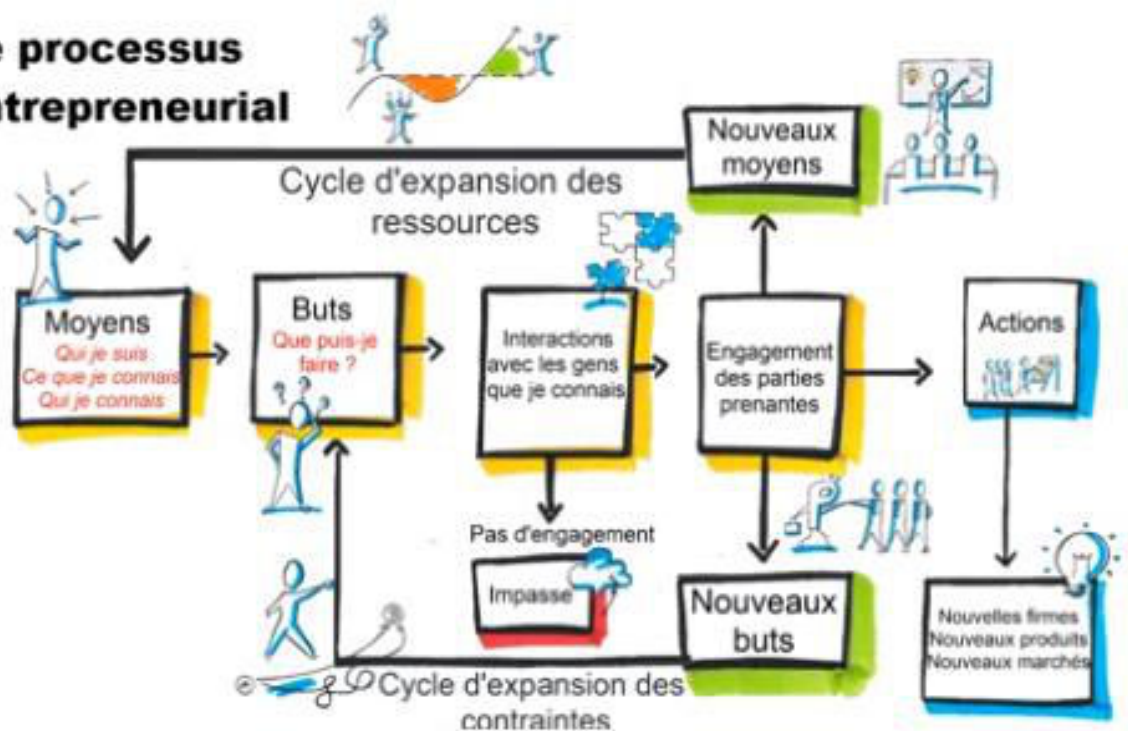 e processus
ntrepreneurial
Nouveaux
moyens
Cycle d'expansion des
ressources
Moyens
Qui je suis
Ce que je connais
Qui je connais
Buts
Que puis-je
faire ?
Interactions
avec les gens
que je connais
Engagement
des parties
prenantes
Actions
Pas d'engagement
Impasse
Nouveaux
buts
Nouvelles firmes
Nouveaux produits
Nouveaux marchés
Cycle d'expansion des
contraintes